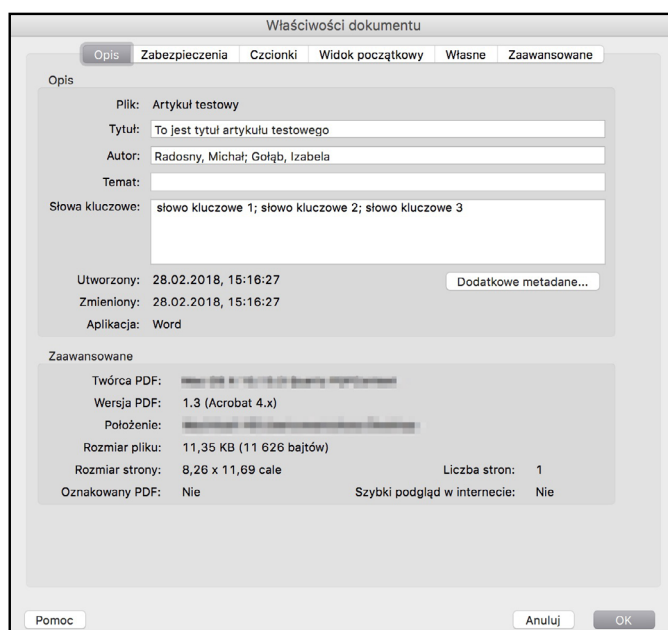 Właściwości dokumentu
Opis Zabezpieczenia Czcionki Widok początkowy Własne Zaawansowane
Opis
Plik: Artykuł testowy
Tytuł: To jest tytuł artykułu testowego
Autor: Radosny, Michał; Gołąb, Izabela
Temat:
Słowa kluczowe: słowo kluczowe 1; słowo kluczowe 2; słowo kluczowe 3
Utworzony: 28.02.2018, 15:16:27 Dodatkowe metadane...
Zmieniony: 28.02.2018, 15:16:27
Aplikacja: Word
Zaawansowane
Twórca PDF:
Wersja PDF: 1.3 (Acrobat 4.x)
Położenie:
Rozmiar pliku: 11,35 KB (11 626 bajtów)
Rozmiar strony: 8,26 x 11,69 cale Liczba stron: 1
Oznakowany PDF: Nie Szybki podgląd w internecie: Nie
Pomoc Anuluj OK